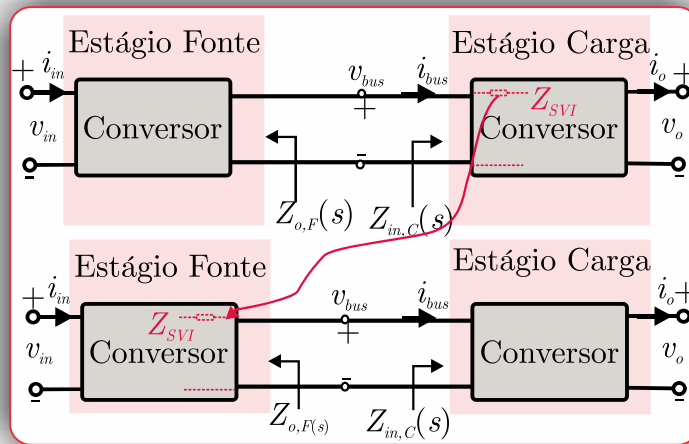 Estágio Fonte
Estágio Carga
+ i_in
v_bus
i_bus
i_o +
+
Conversor
Z_SVI
Conversor
v_in
v_o
-
-
-
Z_o,F(s)
Z_in,C(s)
Estágio Fonte
Estágio Carga
+ i_in
v_bus
i_bus
i_o +
Z_SVI
+
v_in
Conversor
Conversor
v_o
-
-
-
Z_o,F(s)
Z_in,C(s)